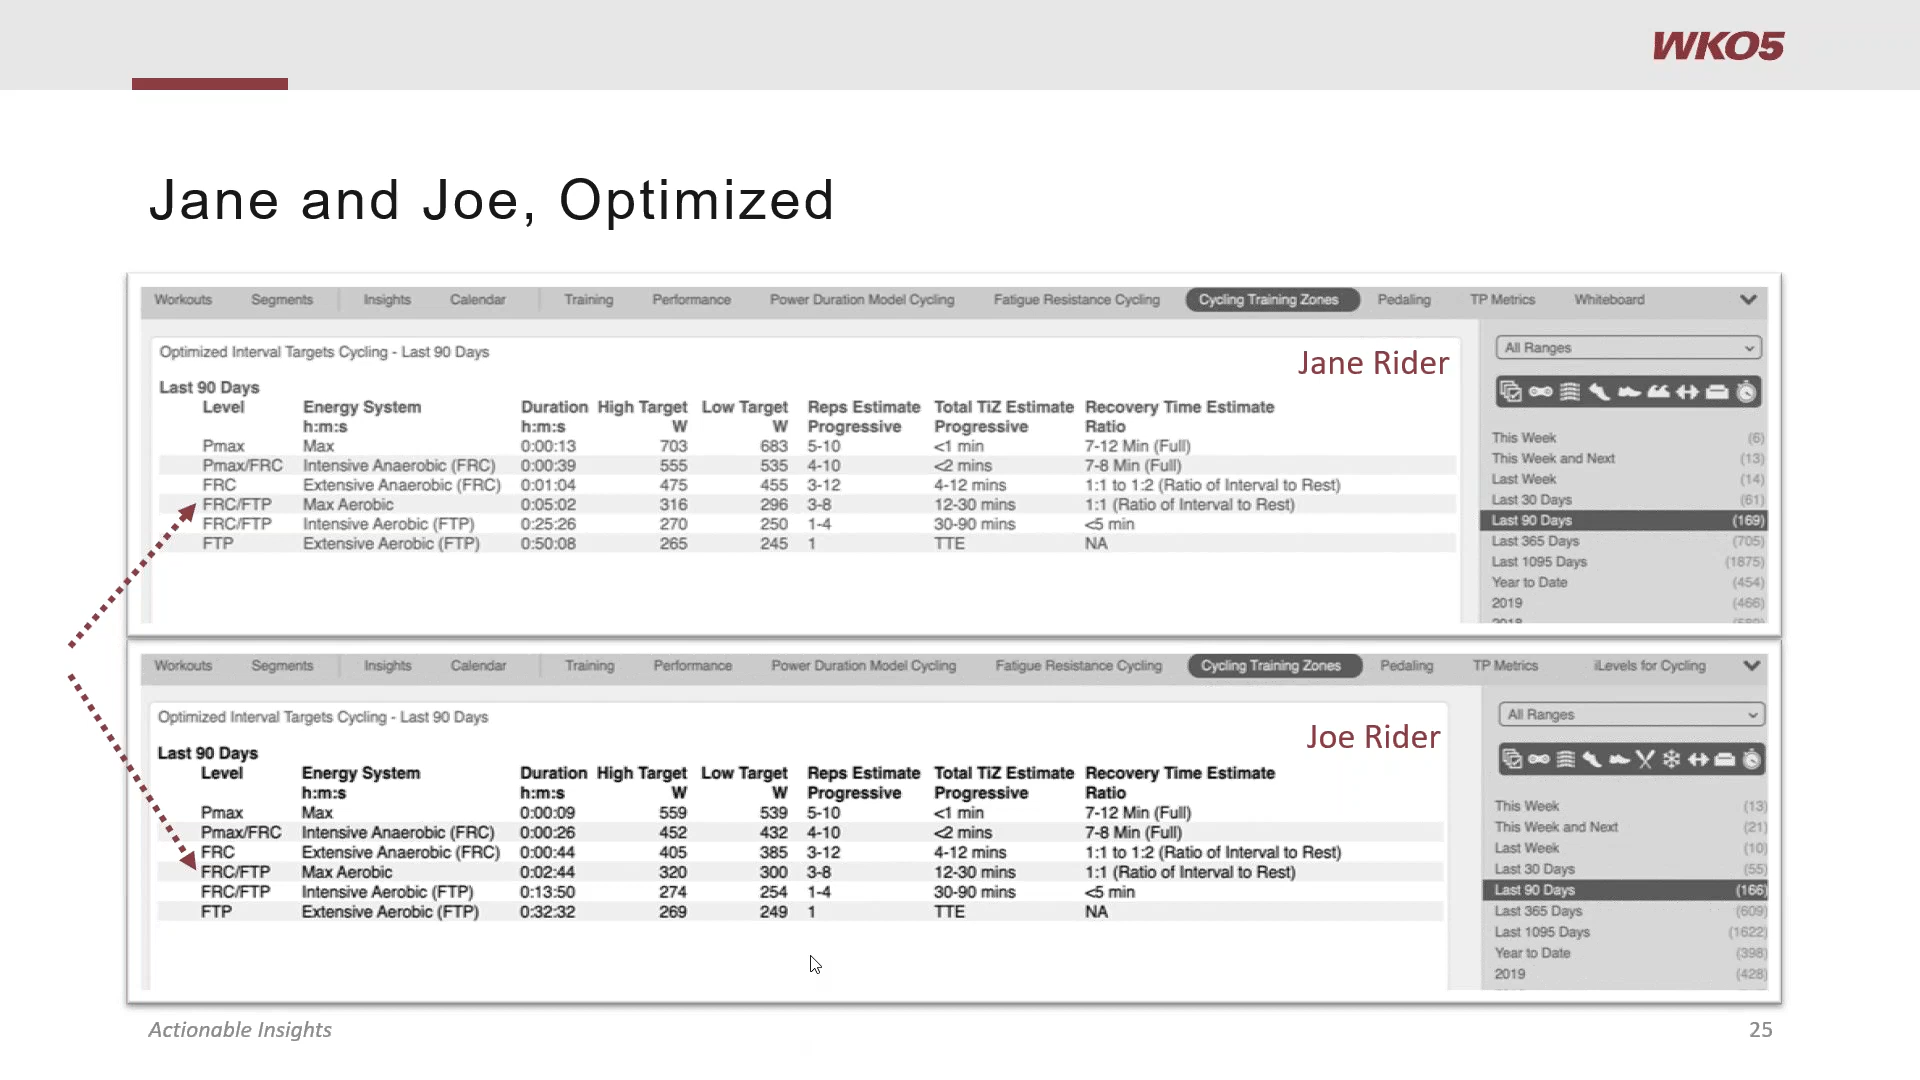 WKO5
Jane and Joe, Optimized
Workouts Segments Insights Calendar Training Performance Power Duration Model Cycling Fatigue Resistance Cycling Cycling Training Zones Pedaling TP Metrics Whiteboard
Optimized Interval Targets Cycling - Last 90 Days
Jane Rider
Last 90 Days
Level Energy System Duration High Target Low Target Reps Estimate Total TiZ Estimate Recovery Time Estimate
h:m:s h:m:s W W Progressive Progressive Ratio
Pmax Max 0:00:13 703 683 5-10 <1 min 7-12 Min (Full)
Pmax/FRC Intensive Anaerobic (FRC) 0:00:39 555 535 4-10 <2 mins 7-8 Min (Full)
FRC Extensive Anaerobic (FRC) 0:01:04 475 455 3-12 4-12 mins 1:1 to 1:2 (Ratio of Interval to Rest)
FRC/FTP Max Aerobic 0:05:02 316 296 3-8 12-30 mins 1:1 (Ratio of Interval to Rest)
FRC/FTP Intensive Aerobic (FTP) 0:25:26 270 250 1-4 30-90 mins <5 min
FTP Extensive Aerobic (FTP) 0:50:08 265 245 1 TTE NA
All Ranges
This Week (6)
This Week and Next (13)
Last Week (14)
Last 30 Days (61)
Last 90 Days (169)
Last 365 Days (705)
Last 1095 Days (1875)
Year to Date (454)
2019 (466)
Workouts Segments Insights Calendar Training Performance Power Duration Model Cycling Fatigue Resistance Cycling Cycling Training Zones Pedaling TP Metrics iLevels for Cycling
Optimized Interval Targets Cycling - Last 90 Days
Joe Rider
Last 90 Days
Level Energy System Duration High Target Low Target Reps Estimate Total TiZ Estimate Recovery Time Estimate
h:m:s h:m:s W W Progressive Progressive Ratio
Pmax Max 0:00:09 559 539 5-10 <1 min 7-12 Min (Full)
Pmax/FRC Intensive Anaerobic (FRC) 0:00:26 452 432 4-10 <2 mins 7-8 Min (Full)
FRC Extensive Anaerobic (FRC) 0:00:44 405 385 3-12 4-12 mins 1:1 to 1:2 (Ratio of Interval to Rest)
FRC/FTP Max Aerobic 0:02:44 320 300 3-8 12-30 mins 1:1 (Ratio of Interval to Rest)
FRC/FTP Intensive Aerobic (FTP) 0:13:50 274 254 1-4 30-90 mins <5 min
FTP Extensive Aerobic (FTP) 0:32:32 269 249 1 TTE NA
All Ranges
This Week (13)
This Week and Next (21)
Last Week (10)
Last 30 Days (55)
Last 90 Days (166)
Last 365 Days (609)
Last 1095 Days (1622)
Year to Date (398)
2019 (428)
Actionable Insights
25